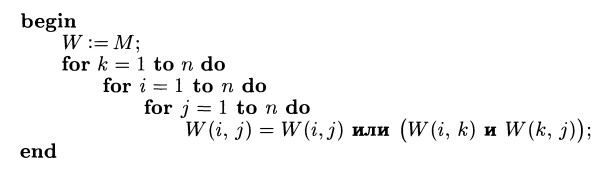 begin
W := M;
for k = 1 to n do
for i = 1 to n do
for j = 1 to n do
W(i, j) = W(i,j) или (W(i, k) и W(k, j));
end